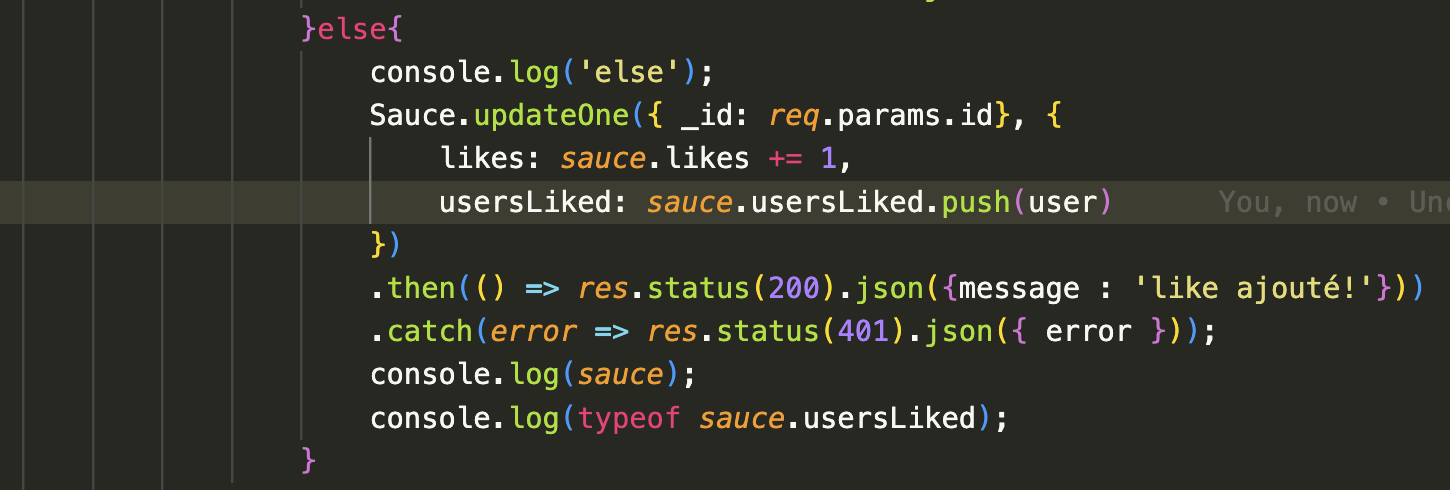 }else{
console.log('else');
Sauce.updateOne({ _id: req.params.id}, {
likes: sauce.likes += 1,
usersLiked: sauce.usersLiked.push(user) You, now •
})
.then(() => res.status(200).json({message : 'like ajouté!'}))
.catch(error => res.status(401).json({ error }));
console.log(sauce);
console.log(typeof sauce.usersLiked);
}